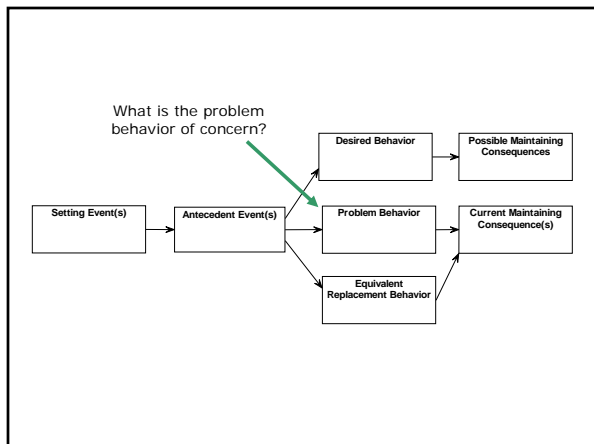 What is the problem
behavior of concern?
Desired Behavior
Possible Maintaining
Consequences
Setting Event(s)
Antecedent Event(s)
Problem Behavior
Current Maintaining
Consequence(s)
Equivalent
Replacement Behavior